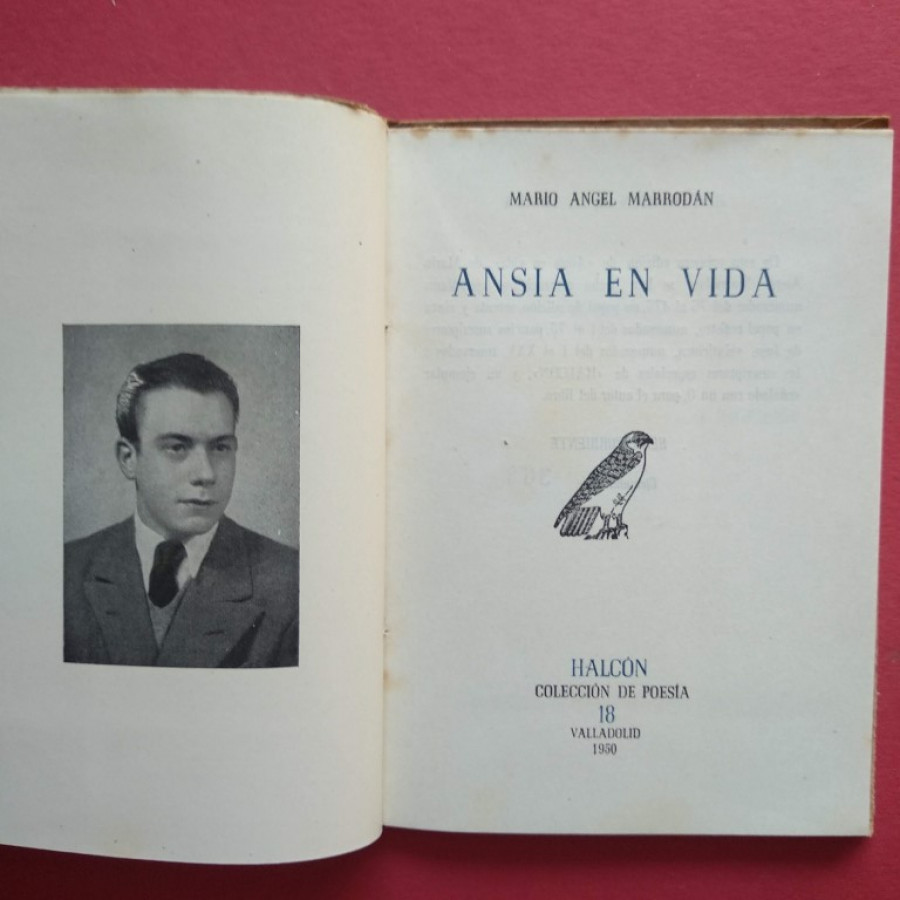 MARIO ANGEL MARRODÁN
ANSIA EN VIDA
HALCÓN
COLECCIÓN DE POESÍA
18
VALLADOLID
1950